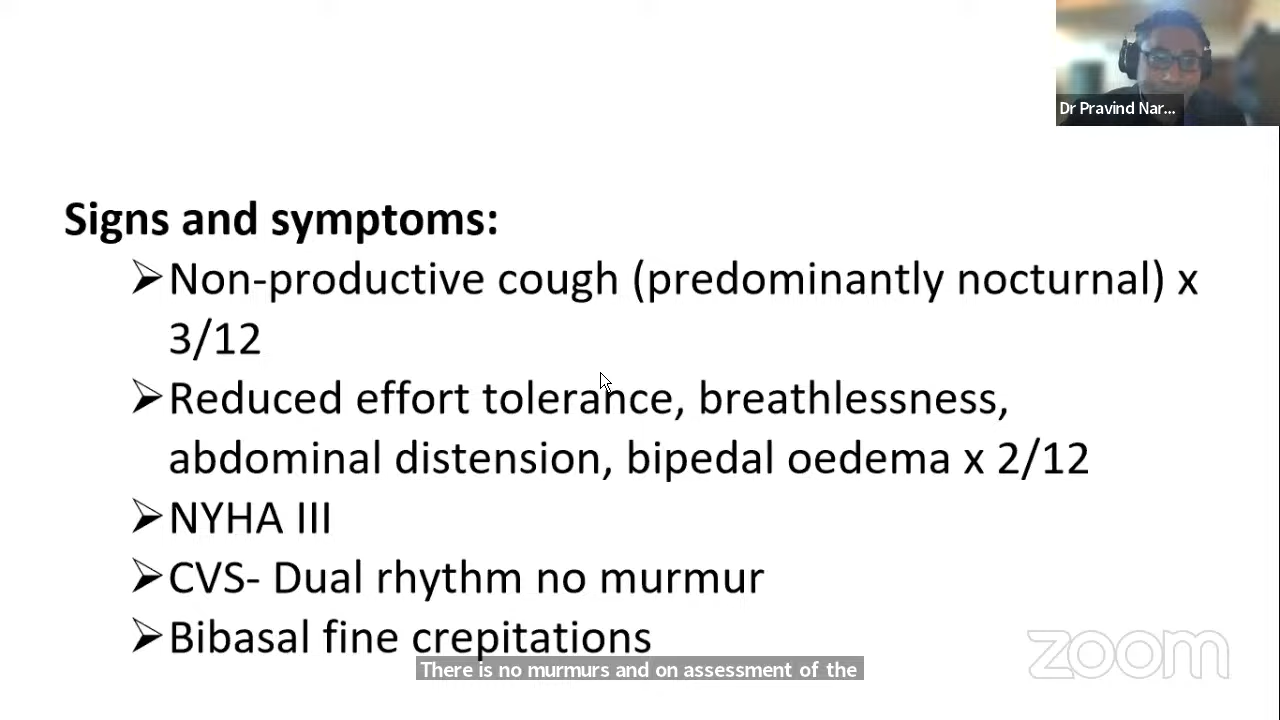 Dr Pravind Nar...
Signs and symptoms:
➢Non-productive cough (predominantly nocturnal) x
3/12
➢Reduced effort tolerance, breathlessness,
abdominal distension, bipedal oedema x 2/12
➢NYHA III
➢CVS- Dual rhythm no murmur
➢Bibasal fine crepitations
There is no murmurs and on assessment of the
zoom